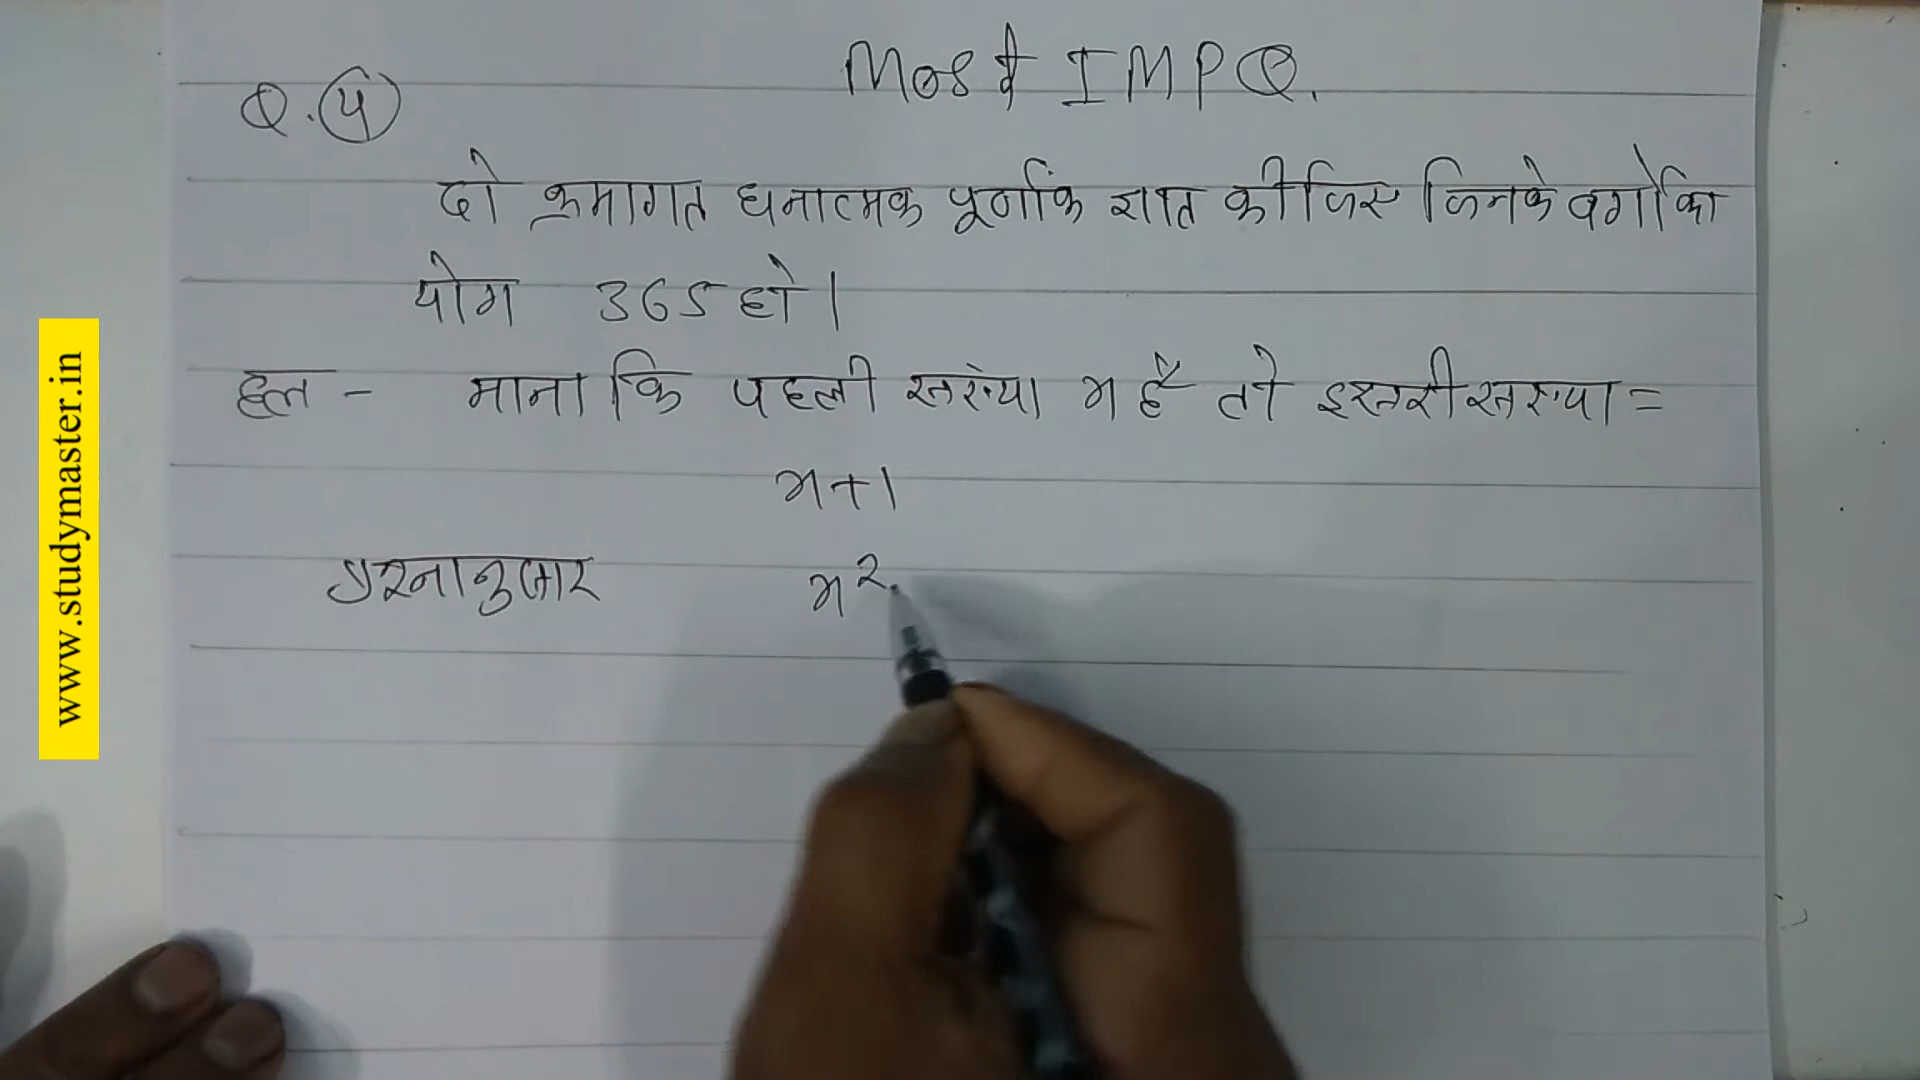 Most IMP Q.
Q. (4)
दो क्रमागत धनात्मक पूर्णांक ज्ञात कीजिए जिनके वर्गो का
योग 365 हो।
हल - माना कि पहली संख्या x है तो दूसरी संख्या =
x+1
प्रश्नानुसार x²
www.studymaster.in